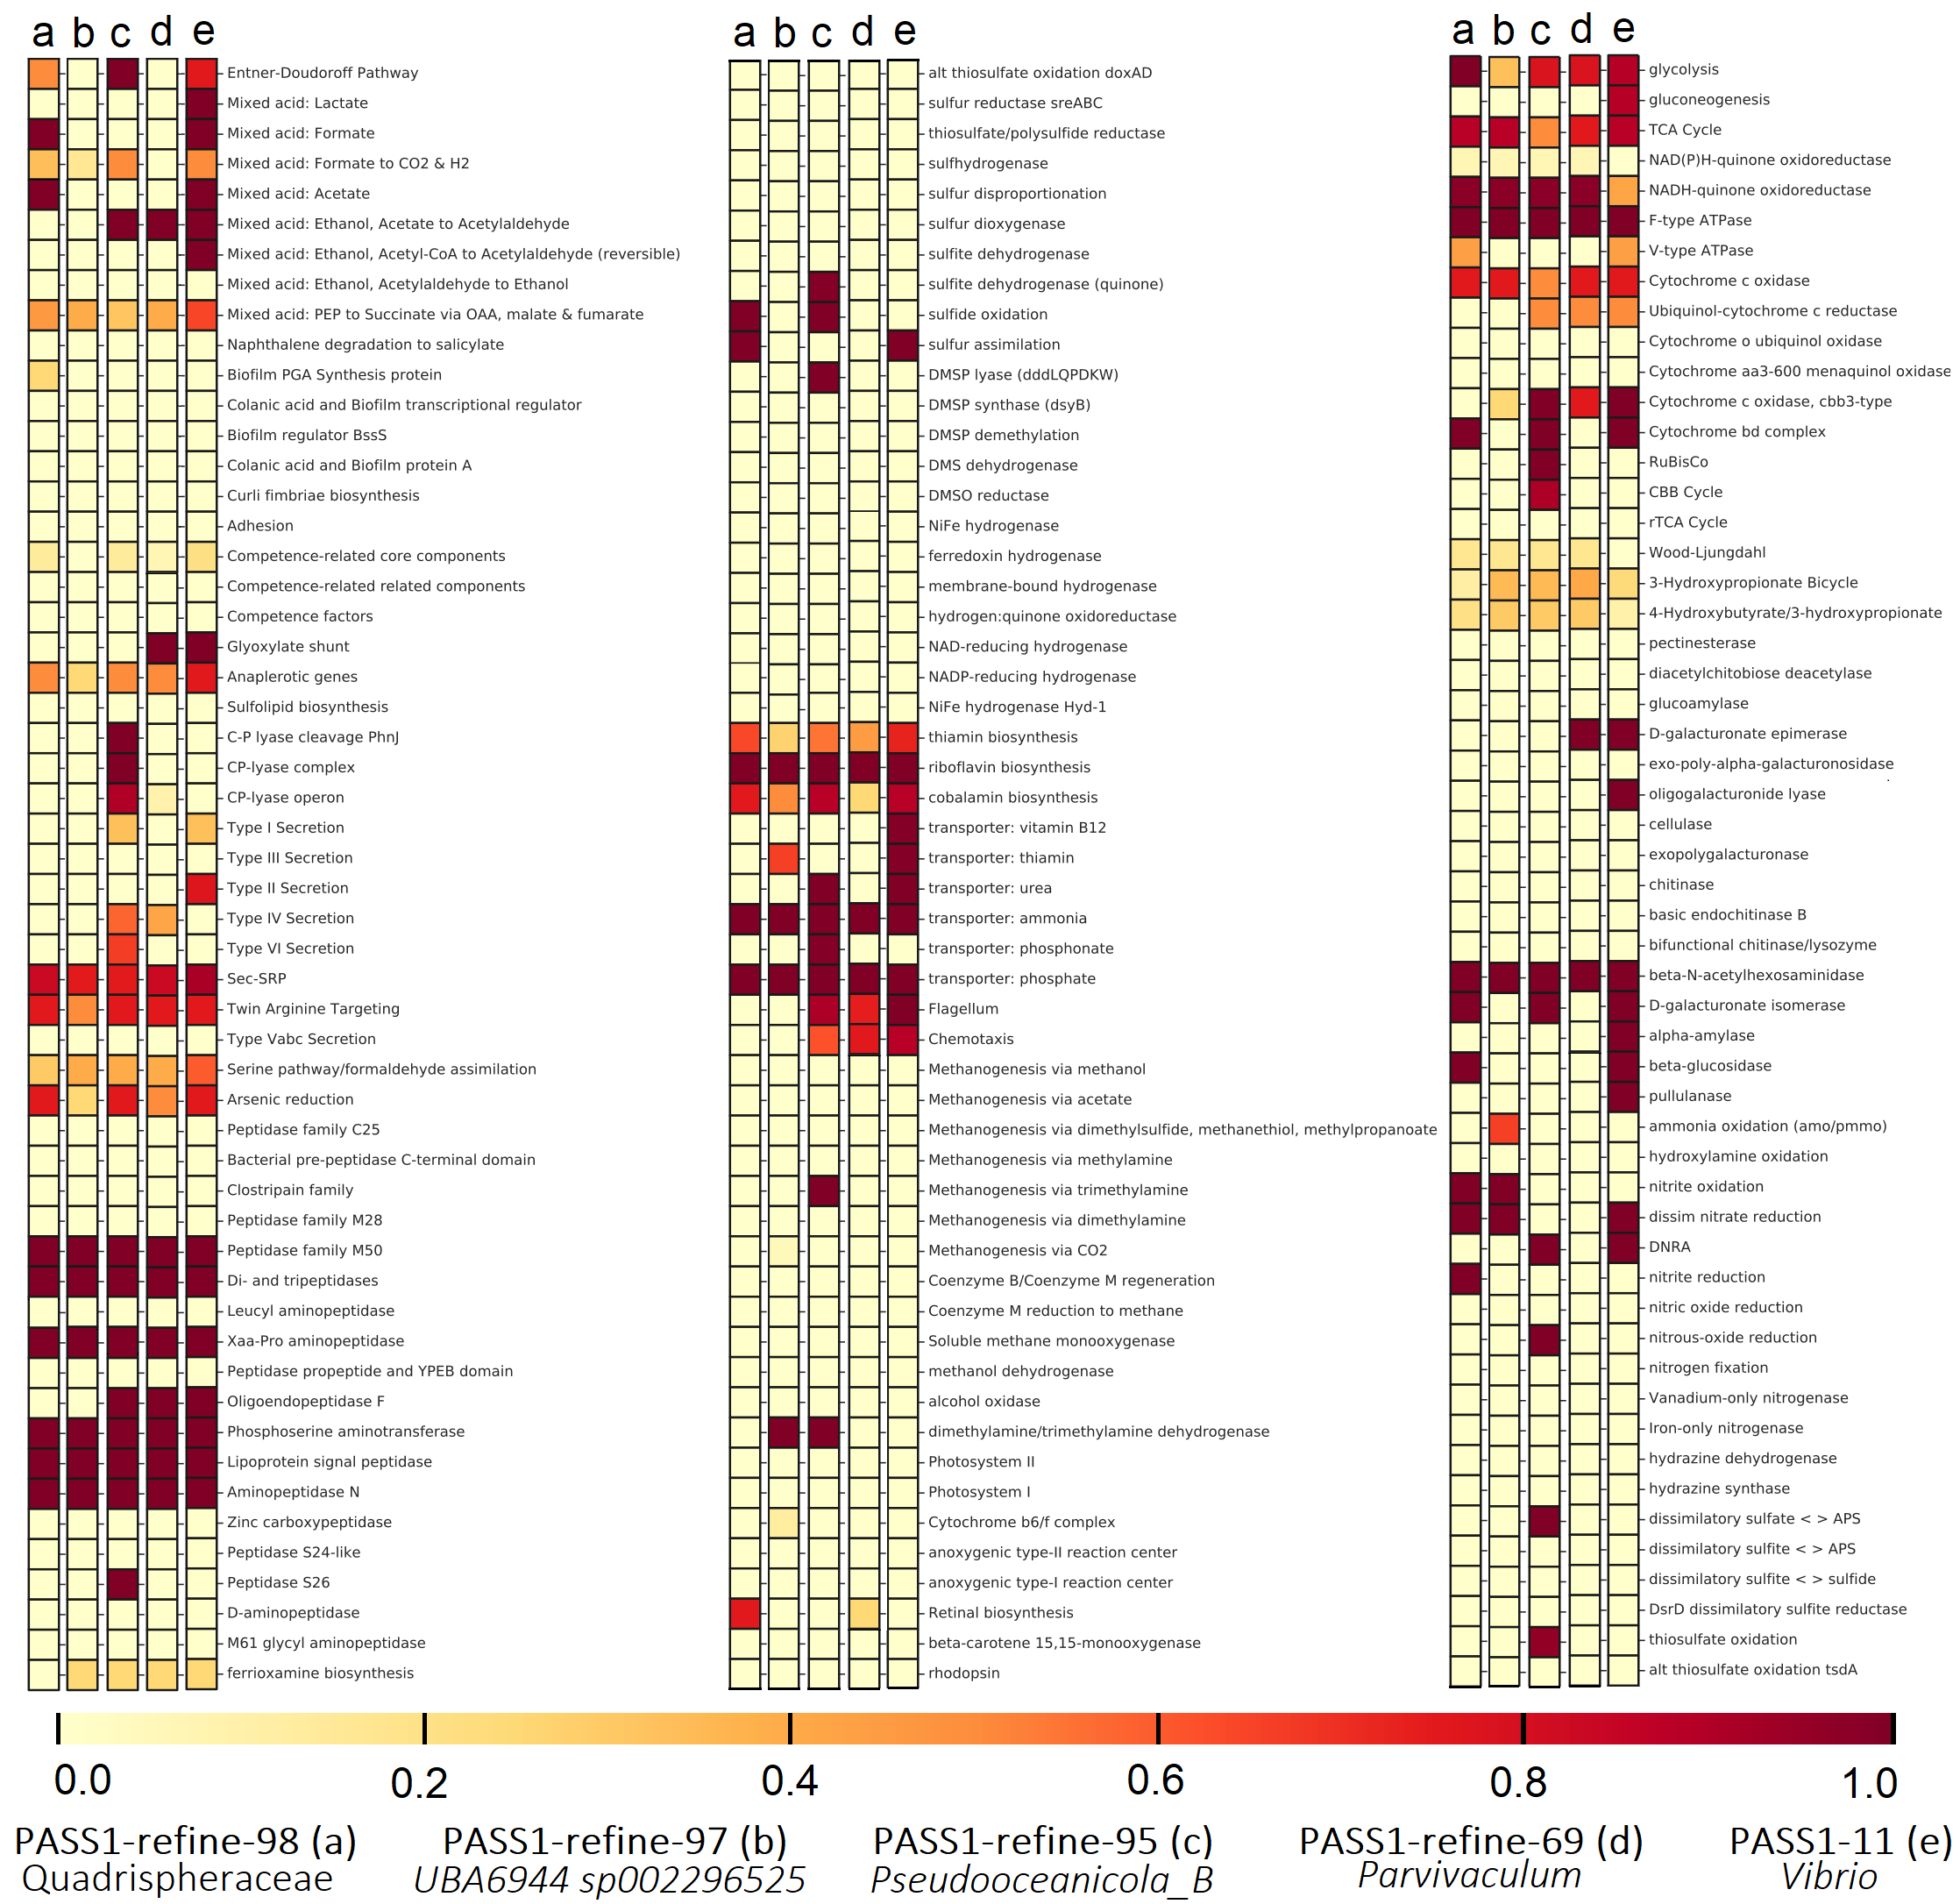 a b c d e
Entner-Doudoroff Pathway
Mixed acid: Lactate
Mixed acid: Formate
Mixed acid: Formate to CO2 & H2
Mixed acid: Acetate
Mixed acid: Ethanol, Acetate to Acetylaldehyde
Mixed acid: Ethanol, Acetyl-CoA to Acetylaldehyde (reversible)
Mixed acid: Ethanol, Acetylaldehyde to Ethanol
Mixed acid: PEP to Succinate via OAA, malate & fumarate
Naphthalene degradation to salicylate
Biofilm PGA Synthesis protein
Colanic acid and Biofilm transcriptional regulator
Biofilm regulator BssS
Colanic acid and Biofilm protein A
Curli fimbriae biosynthesis
Adhesion
Competence-related core components
Competence-related related components
Competence factors
Glyoxylate shunt
Anaplerotic genes
Sulfolipid biosynthesis
C-P lyase cleavage PhnJ
CP-lyase complex
CP-lyase operon
Type I Secretion
Type III Secretion
Type II Secretion
Type IV Secretion
Type VI Secretion
Sec-SRP
Twin Arginine Targeting
Type Vabc Secretion
Serine pathway/formaldehyde assimilation
Arsenic reduction
Peptidase family C25
Bacterial pre-peptidase C-terminal domain
Clostripain family
Peptidase family M28
Peptidase family M50
Di- and tripeptidases
Leucyl aminopeptidase
Xaa-Pro aminopeptidase
Peptidase propeptide and YPEB domain
Oligoendopeptidase F
Phosphoserine aminotransferase
Lipoprotein signal peptidase
Aminopeptidase N
Zinc carboxypeptidase
Peptidase S24-like
Peptidase S26
D-aminopeptidase
M61 glycyl aminopeptidase
ferrioxamine biosynthesis
a b c d e
alt thiosulfate oxidation doxAD
sulfur reductase sreABC
thiosulfate/polysulfide reductase
sulfhydrogenase
sulfur disproportionation
sulfur dioxygenase
sulfite dehydrogenase
sulfite dehydrogenase (quinone)
sulfide oxidation
sulfur assimilation
DMSP lyase (dddLQPDKW)
DMSP synthase (dsyB)
DMSP demethylation
DMS dehydrogenase
DMSO reductase
NiFe hydrogenase
ferredoxin hydrogenase
membrane-bound hydrogenase
hydrogen:quinone oxidoreductase
NAD-reducing hydrogenase
NADP-reducing hydrogenase
NiFe hydrogenase Hyd-1
thiamin biosynthesis
riboflavin biosynthesis
cobalamin biosynthesis
transporter: vitamin B12
transporter: thiamin
transporter: urea
transporter: ammonia
transporter: phosphonate
transporter: phosphate
Flagellum
Chemotaxis
Methanogenesis via methanol
Methanogenesis via acetate
Methanogenesis via dimethylsulfide, methanethiol, methylpropanoate
Methanogenesis via methylamine
Methanogenesis via trimethylamine
Methanogenesis via dimethylamine
Methanogenesis via CO2
Coenzyme B/Coenzyme M regeneration
Coenzyme M reduction to methane
Soluble methane monooxygenase
methanol dehydrogenase
alcohol oxidase
dimethylamine/trimethylamine dehydrogenase
Photosystem II
Photosystem I
Cytochrome b6/f complex
anoxygenic type-II reaction center
anoxygenic type-I reaction center
Retinal biosynthesis
beta-carotene 15,15-monooxygenase
rhodopsin
a b c d e
glycolysis
gluconeogenesis
TCA Cycle
NAD(P)H-quinone oxidoreductase
NADH-quinone oxidoreductase
F-type ATPase
V-type ATPase
Cytochrome c oxidase
Ubiquinol-cytochrome c reductase
Cytochrome o ubiquinol oxidase
Cytochrome aa3-600 menaquinol oxidase
Cytochrome c oxidase, cbb3-type
Cytochrome bd complex
RuBisCo
CBB Cycle
rTCA Cycle
Wood-Ljungdahl
3-Hydroxypropionate Bicycle
4-Hydroxybutyrate/3-hydroxypropionate
pectinesterase
diacetylchitobiose deacetylase
glucoamylase
D-galacturonate epimerase
exo-poly-alpha-galacturonosidase
oligogalacturonide lyase
cellulase
exopolygalacturonase
chitinase
basic endochitinase B
bifunctional chitinase/lysozyme
beta-N-acetylhexosaminidase
D-galacturonate isomerase
alpha-amylase
beta-glucosidase
pullulanase
ammonia oxidation (amo/pmmo)
hydroxylamine oxidation
nitrite oxidation
dissim nitrate reduction
DNRA
nitrite reduction
nitric oxide reduction
nitrous-oxide reduction
nitrogen fixation
Vanadium-only nitrogenase
Iron-only nitrogenase
hydrazine dehydrogenase
hydrazine synthase
dissimilatory sulfate < > APS
dissimilatory sulfite < > APS
dissimilatory sulfite < > sulfide
DsrD dissimilatory sulfite reductase
thiosulfate oxidation
alt thiosulfate oxidation tsdA
0.0 0.2 0.4 0.6 0.8 1.0
PASS1-refine-98 (a) PASS1-refine-97 (b) PASS1-refine-95 (c) PASS1-refine-69 (d) PASS1-11 (e)
Quadrispheraceae UBA6944 sp002296525 Pseudooceanicola_B Parvivaculum Vibrio